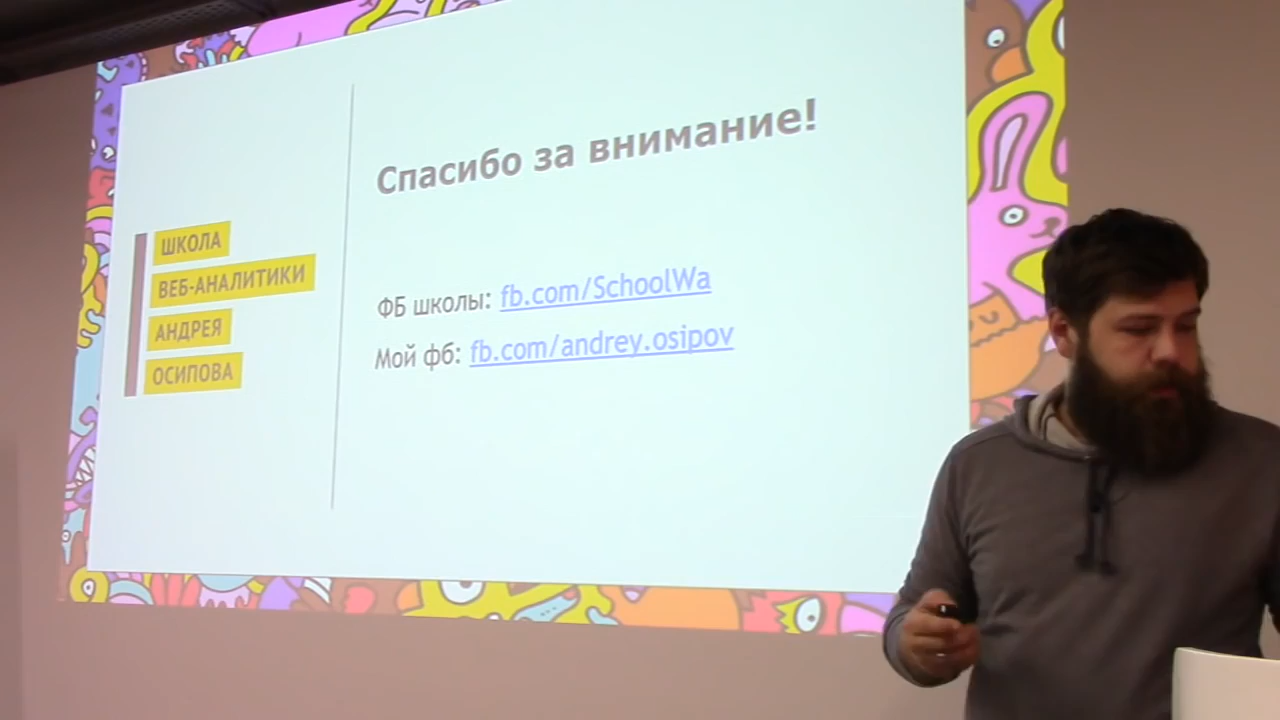 Спасибо за внимание!
ШКОЛА
ВЕБ-АНАЛИТИКИ
АНДРЕЯ
ОСИПОВА
ФБ школы: fb.com/SchoolWa
Мой фб: fb.com/andrey.osipov